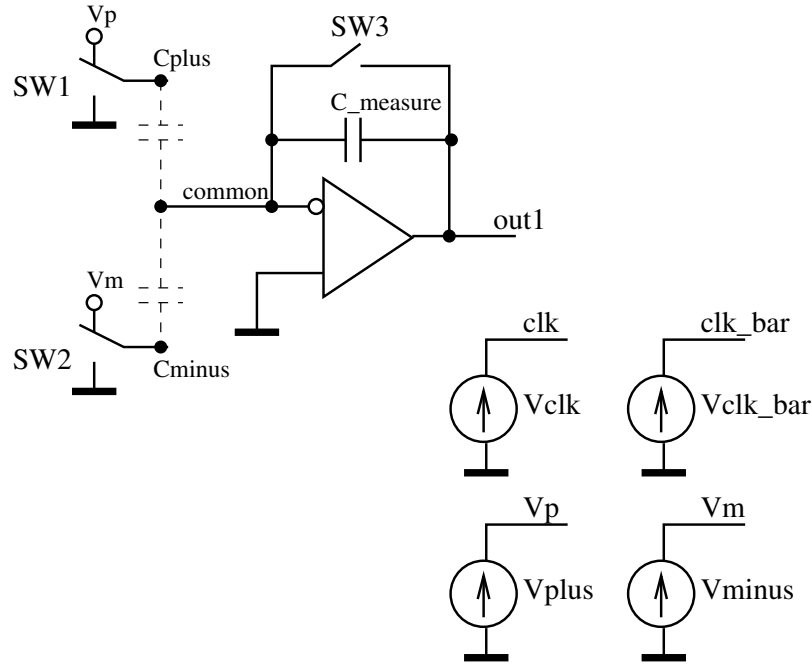 Vp
SW3
Cplus
SW1
C_measure
common
out1
Vm
SW2
Cminus
clk
clk_bar
Vclk
Vclk_bar
Vp
Vm
Vplus
Vminus